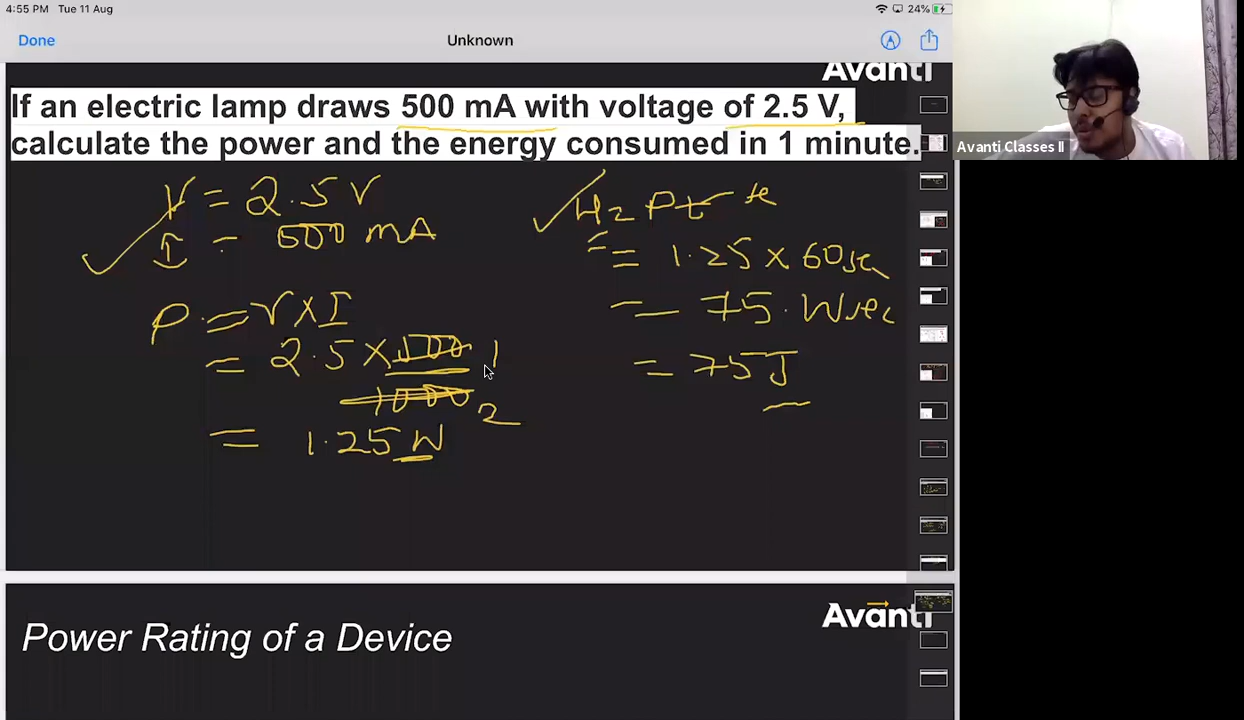 4:55 PM Tue 11 Aug
24%
Done
Unknown
Avanti
If an electric lamp draws 500 mA with voltage of 2.5 V,
calculate the power and the energy consumed in 1 minute.
Avanti Classes II
V = 2.5 V
I = 500 mA
P = V × I
= 2.5 × 500 1
1000 2
= 1.25 W
H = Pt
= 1.25 × 60 sec
= 75. W sec
= 75 J
Avanti
Power Rating of a Device